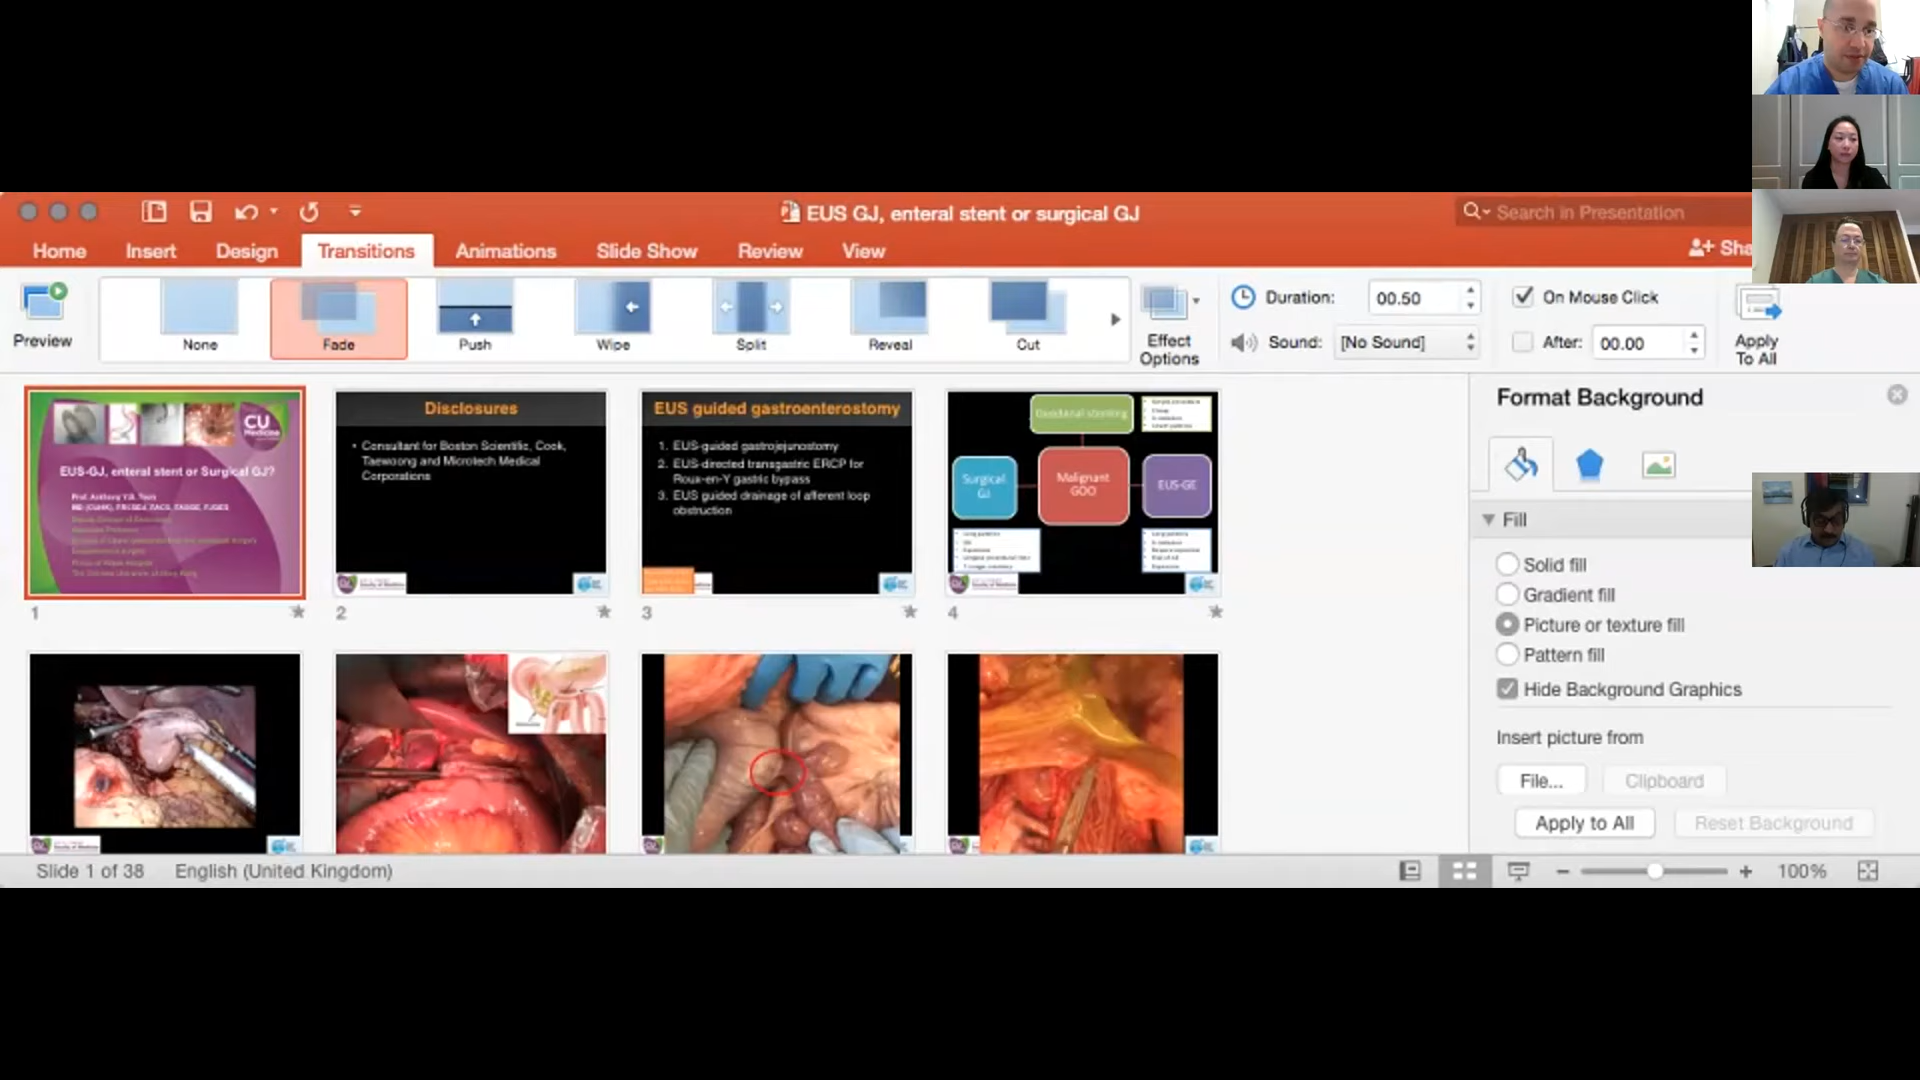 EUS GJ, enteral stent or surgical GJ
Search in Presentation
Home Insert Design Transitions Animations Slide Show Review View
Sha
Preview
None Fade Push Wipe Split Reveal Cut
Effect
Options
Duration: 00.50
Sound: [No Sound]
On Mouse Click
After: 00.00
Apply
To All
CU
Medicine
EUS-GJ, enteral stent or Surgical GJ?
1
Disclosures
• Consultant for Boston Scientific, Cook,
Taewoong and Microtech Medical
Corporations
2
EUS guided gastroenterostomy
1. EUS-guided gastrojejunostomy
2. EUS-directed transgastric ERCP for
Roux-en-Y gastric bypass
3. EUS guided drainage of afferent loop
obstruction
3
Duodenal stenting
Surgical
GJ
Malignant
GOO
EUS-GE
4
Format Background
Fill
Solid fill
Gradient fill
Picture or texture fill
Pattern fill
Hide Background Graphics
Insert picture from
File... Clipboard
Apply to All Reset Background
Slide 1 of 38 English (United Kingdom)
100%